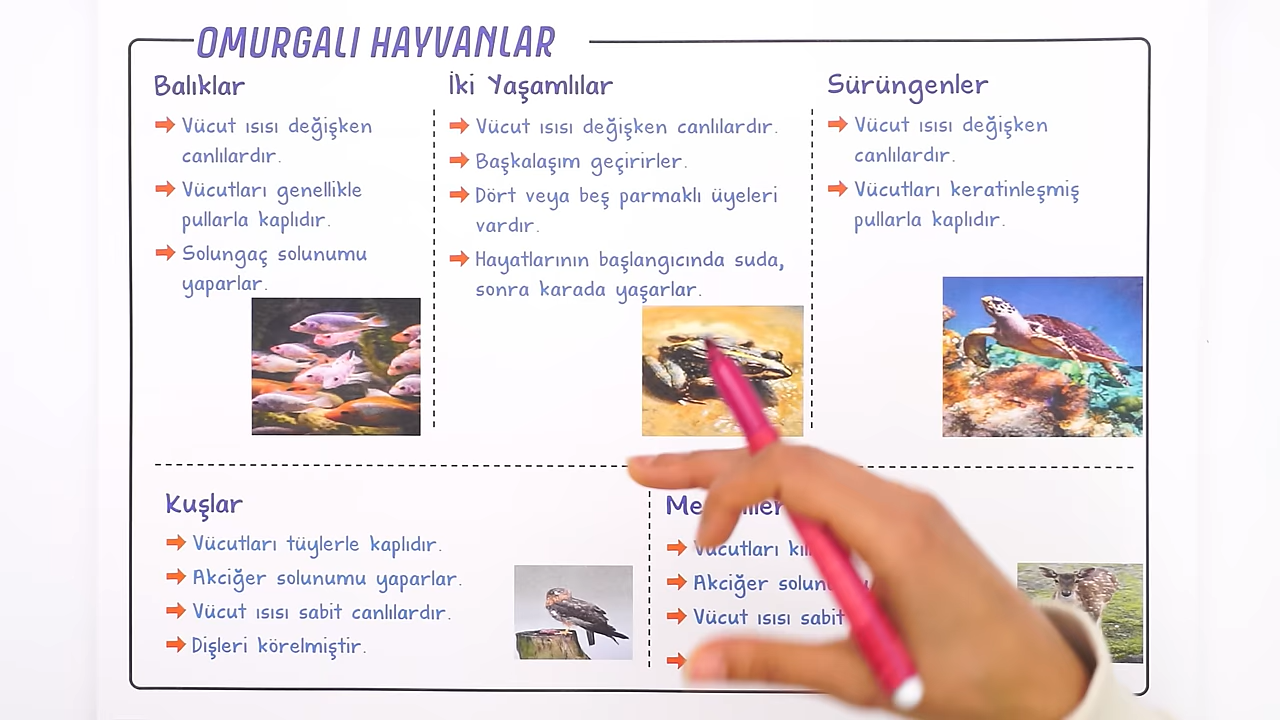 OMURGALI HAYVANLAR
Balıklar
Vücut ısısı değişken
canlılardır.
Vücutları genellikle
pullarla kaplıdır.
Solungaç solunumu
yaparlar.
İki Yaşamlılar
Vücut ısısı değişken canlılardır.
Başkalaşım geçirirler.
Dört veya beş parmaklı üyeleri
vardır.
Hayatlarının başlangıcında suda,
sonra karada yaşarlar.
Sürüngenler
Vücut ısısı değişken
canlılardır.
Vücutları keratinleşmiş
pullarla kaplıdır.
Kuşlar
Vücutları tüylerle kaplıdır.
Akciğer solunumu yaparlar.
Vücut ısısı sabit canlılardır.
Dişleri körelmiştir.
Vücutları
Akciğer
Vücut ısısı sabit